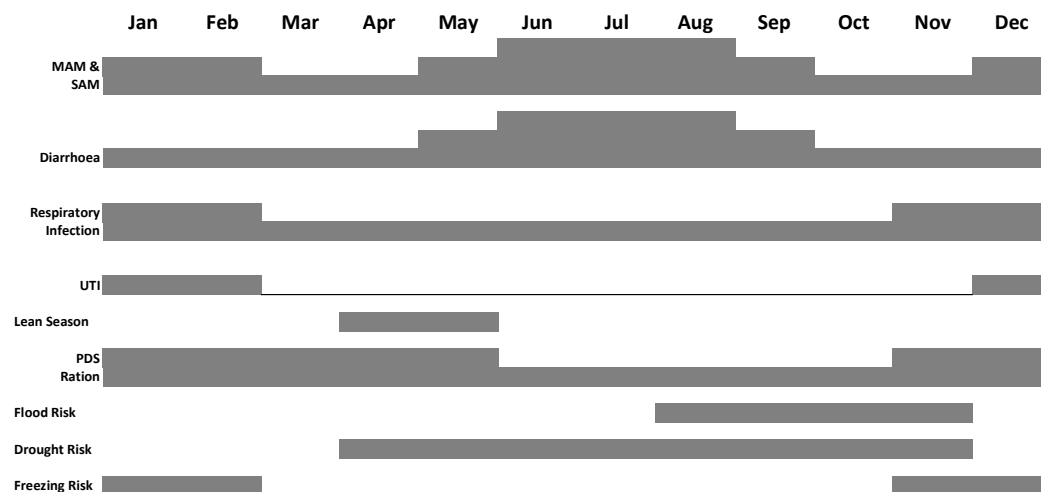 Jan Feb Mar Apr May Jun Jul Aug Sep Oct Nov Dec
MAM &
SAM
Diarrhoea
Respiratory
Infection
UTI
Lean Season
PDS
Ration
Flood Risk
Drought Risk
Freezing Risk